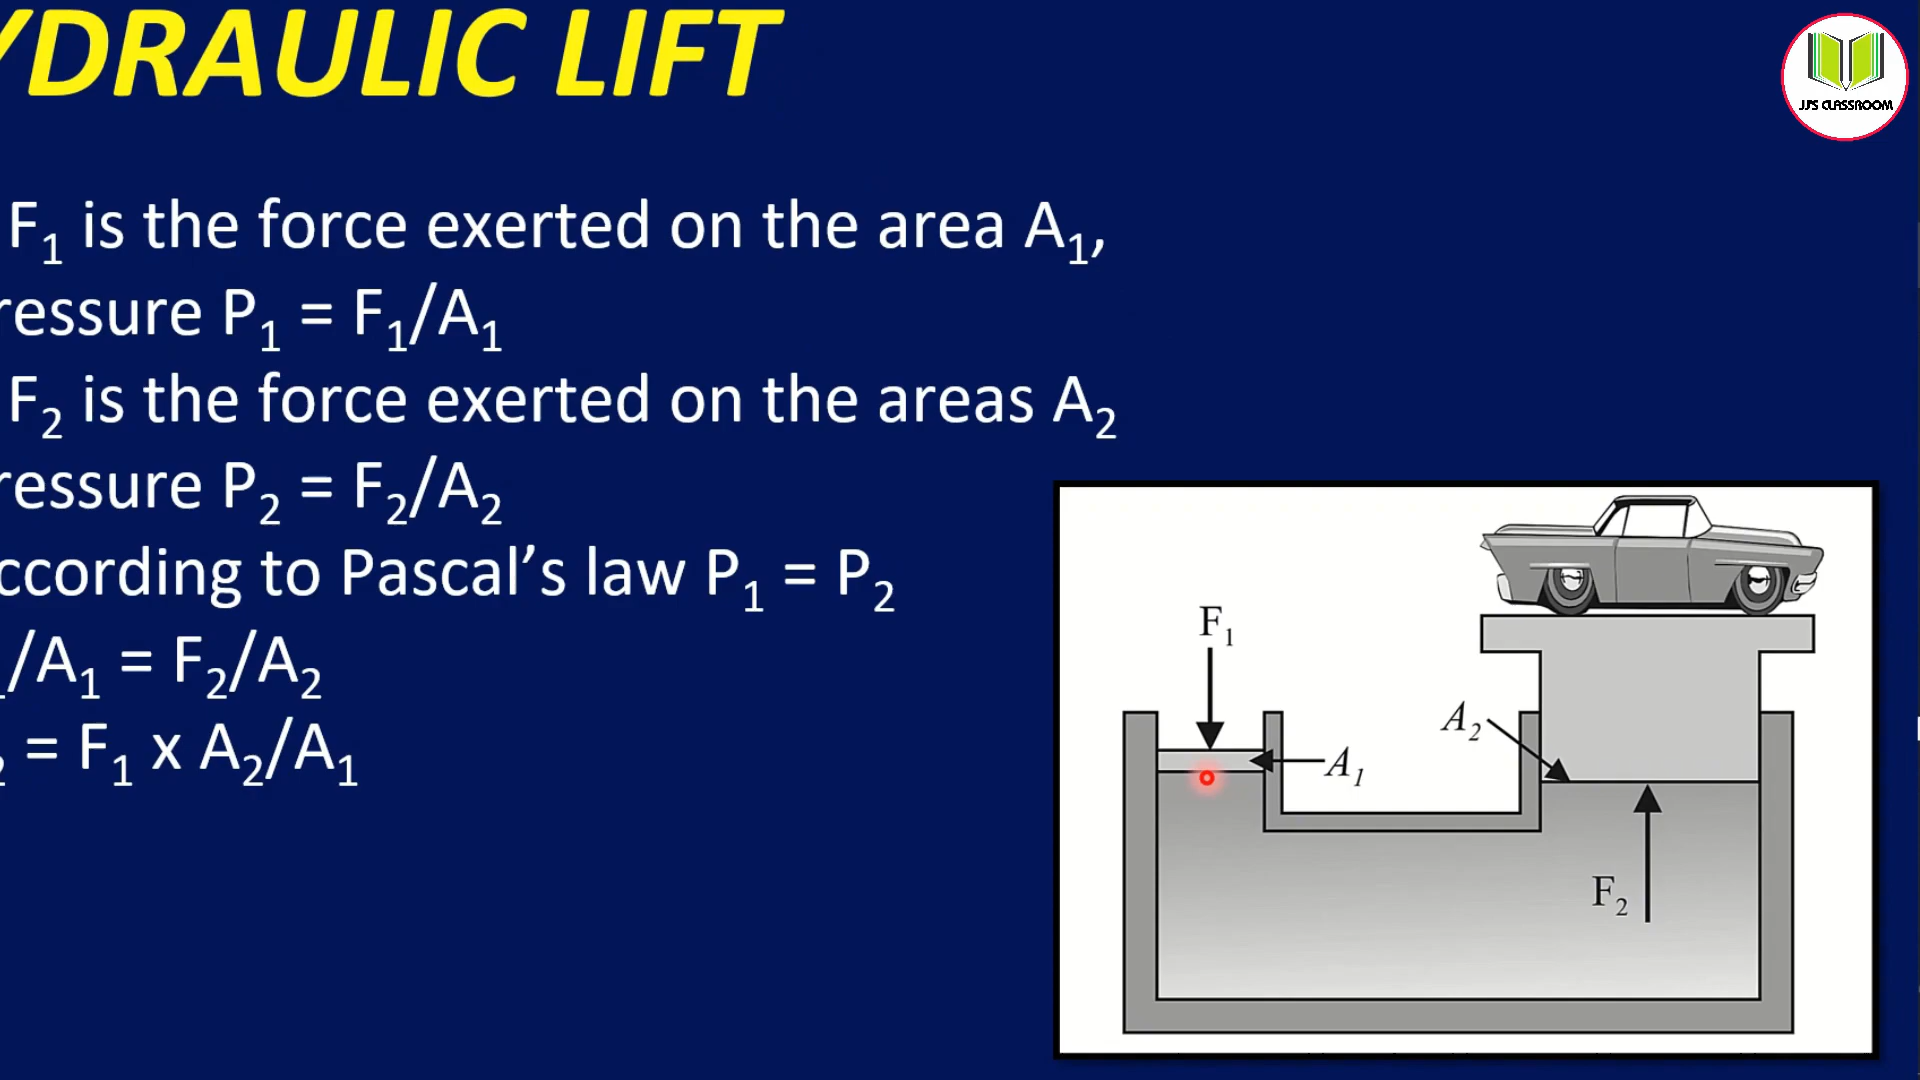 YDRAULIC LIFT
JJ'S CLASSROOM
F₁ is the force exerted on the area A₁,
ressure P₁ = F₁/A₁
F₂ is the force exerted on the areas A₂
ressure P₂ = F₂/A₂
ccording to Pascal’s law P₁ = P₂
/A₁ = F₂/A₂
₂ = F₁ x A₂/A₁
F₁
A₂
A₁
F₂